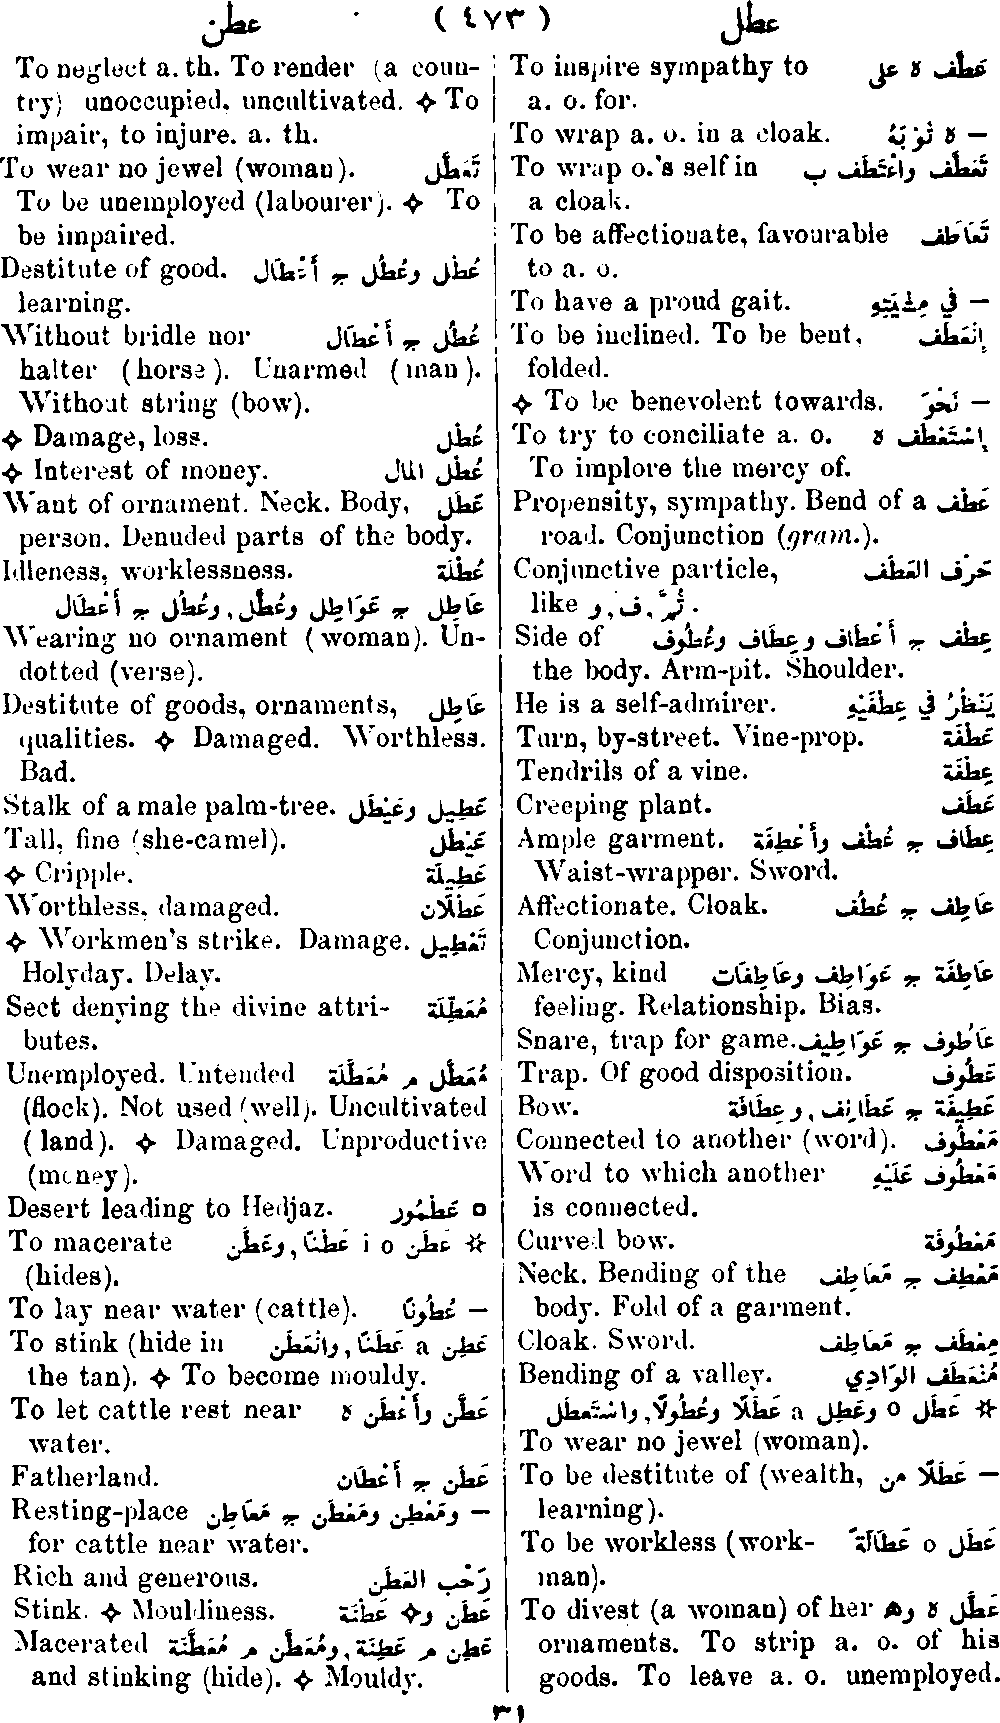 عطل ( ٤٧٣ ) عطن
To inspire sympathy to عَطَّف ه على
a. o. for.
To wrap a. o. in a cloak. — ه ثَوْبَهُ
To wrap o.'s self in تَعَطَّف واعْتَطَف ب
a cloak.
To be affectionate, favourable تَعَاطَف
to a. o.
To have a proud gait. — في مِشْيَتِهِ
To be inclined. To be bent, إِنْعَطَف
folded.
✧ To be benevolent towards. — نَحْوَ
To try to conciliate a. o. إِسْتَعْطَف ه
To implore the mercy of.
Propensity, sympathy. Bend of a عَطْف
road. Conjunction (gram.).
Conjunctive particle, حَرْف العَطْف
like ثُمَّ, ف, و.
Side of عِطْف ج أَعْطَاف وعِطَاف وعُطُوف
the body. Arm-pit. Shoulder.
He is a self-admirer. يَنْظُرُ في عِطْفَيْهِ
Turn, by-street. Vine-prop. عَطْفَة
Tendrils of a vine. عِطْفَة
Creeping plant. عَطَف
Ample garment. عِطَاف ج عُطُف وأَعْطِفَة
Waist-wrapper. Sword.
Affectionate. Cloak. عَاطِف ج عُطَّف
Conjunction.
Mercy, kind عَاطِفَة ج عَوَاطِف وعَاطِفَات
feeling. Relationship. Bias.
Snare, trap for game. عَاطُوف ج عَوَاطِيف
Trap. Of good disposition. عَطُوف
Bow. عَطِيفَة ج عَطَائِف, وعِطَافَة
Connected to another (word). مَعْطُوف
Word to which another مَعْطُوف عَلَيْهِ
is connected.
Curved bow. مَعْطُوفَة
Neck. Bending of the مَعْطِف ج مَعَاطِف
body. Fold of a garment.
Cloak. Sword. مِعْطَف ج مَعَاطِف
Bending of a valley. مُنْعَطَف الوَادِي
☆ عَطَل o وعَطِل a عَطَلًا وعُطُولًا, واسْتَعْطَل
To wear no jewel (woman).
To be destitute of (wealth, — عَطَلًا من
learning).
To be workless (work- عَطَل o عَطَالَةً
man).
To divest (a woman) of her عَطَّل ه وهـ
ornaments. To strip a. o. of his
goods. To leave a. o. unemployed.
To neglect a. th. To render (a coun-
try) unoccupied, uncultivated. ✧ To
impair, to injure. a. th.
To wear no jewel (woman). تَعَطَّل
To be unemployed (labourer). ✧ To
be impaired.
Destitute of good. عُطْل وعُطُل ج أَعْطَال
learning.
Without bridle nor عُطُل ج أَعْطَال
halter (horse). Unarmed (man).
Without string (bow).
✧ Damage, loss. عُطْل
✧ Interest of money. عُطْل المَال
Want of ornament. Neck. Body, عَطَل
person. Denuded parts of the body.
Idleness, worklessness. عُطْلَة
عَاطِل ج عَوَاطِل وعُطَّل, وعُطُل ج أَعْطَال
Wearing no ornament (woman). Un-
dotted (verse).
Destitute of goods, ornaments, عَاطِل
qualities. ✧ Damaged. Worthless.
Bad.
Stalk of a male palm-tree. عَطِيل وعَيْطَل
Tall, fine (she-camel). عَيْطَل
✧ Cripple. عَطِيلَة
Worthless, damaged. عَطْلَان
✧ Workmen's strike. Damage. تَعْطِيل
Holyday. Delay.
Sect denying the divine attri- مُعَطِّلَة
butes.
Unemployed. Untended مُعَطَّل م مُعَطَّلَة
(flock). Not used (well). Uncultivated
(land). ✧ Damaged. Unproductive
(money).
Desert leading to Hedjaz. o عَطْمُور
To macerate ☆ عَطَن i o عَطْنًا, وعَطَّن
(hides).
To lay near water (cattle). — عُطُونًا
To stink (hide in عَطِن a عَطَنًا, وانْعَطَن
the tan). ✧ To become mouldy.
To let cattle rest near عَطَّن وأَعْطَن ه
water.
Fatherland. عَطَن ج أَعْطَان
Resting-place — ومَعْطِن ومَعْطَن ج مَعَاطِن
for cattle near water.
Rich and generous. رَحْب العَطَن
Stink. ✧ Mouldiness. عَطَن و✧ عَطْنَة
Macerated عَطِن م عَطِنَة, ومُعَطَّن م مُعَطَّنَة
and stinking (hide). ✧ Mouldy.
٣١